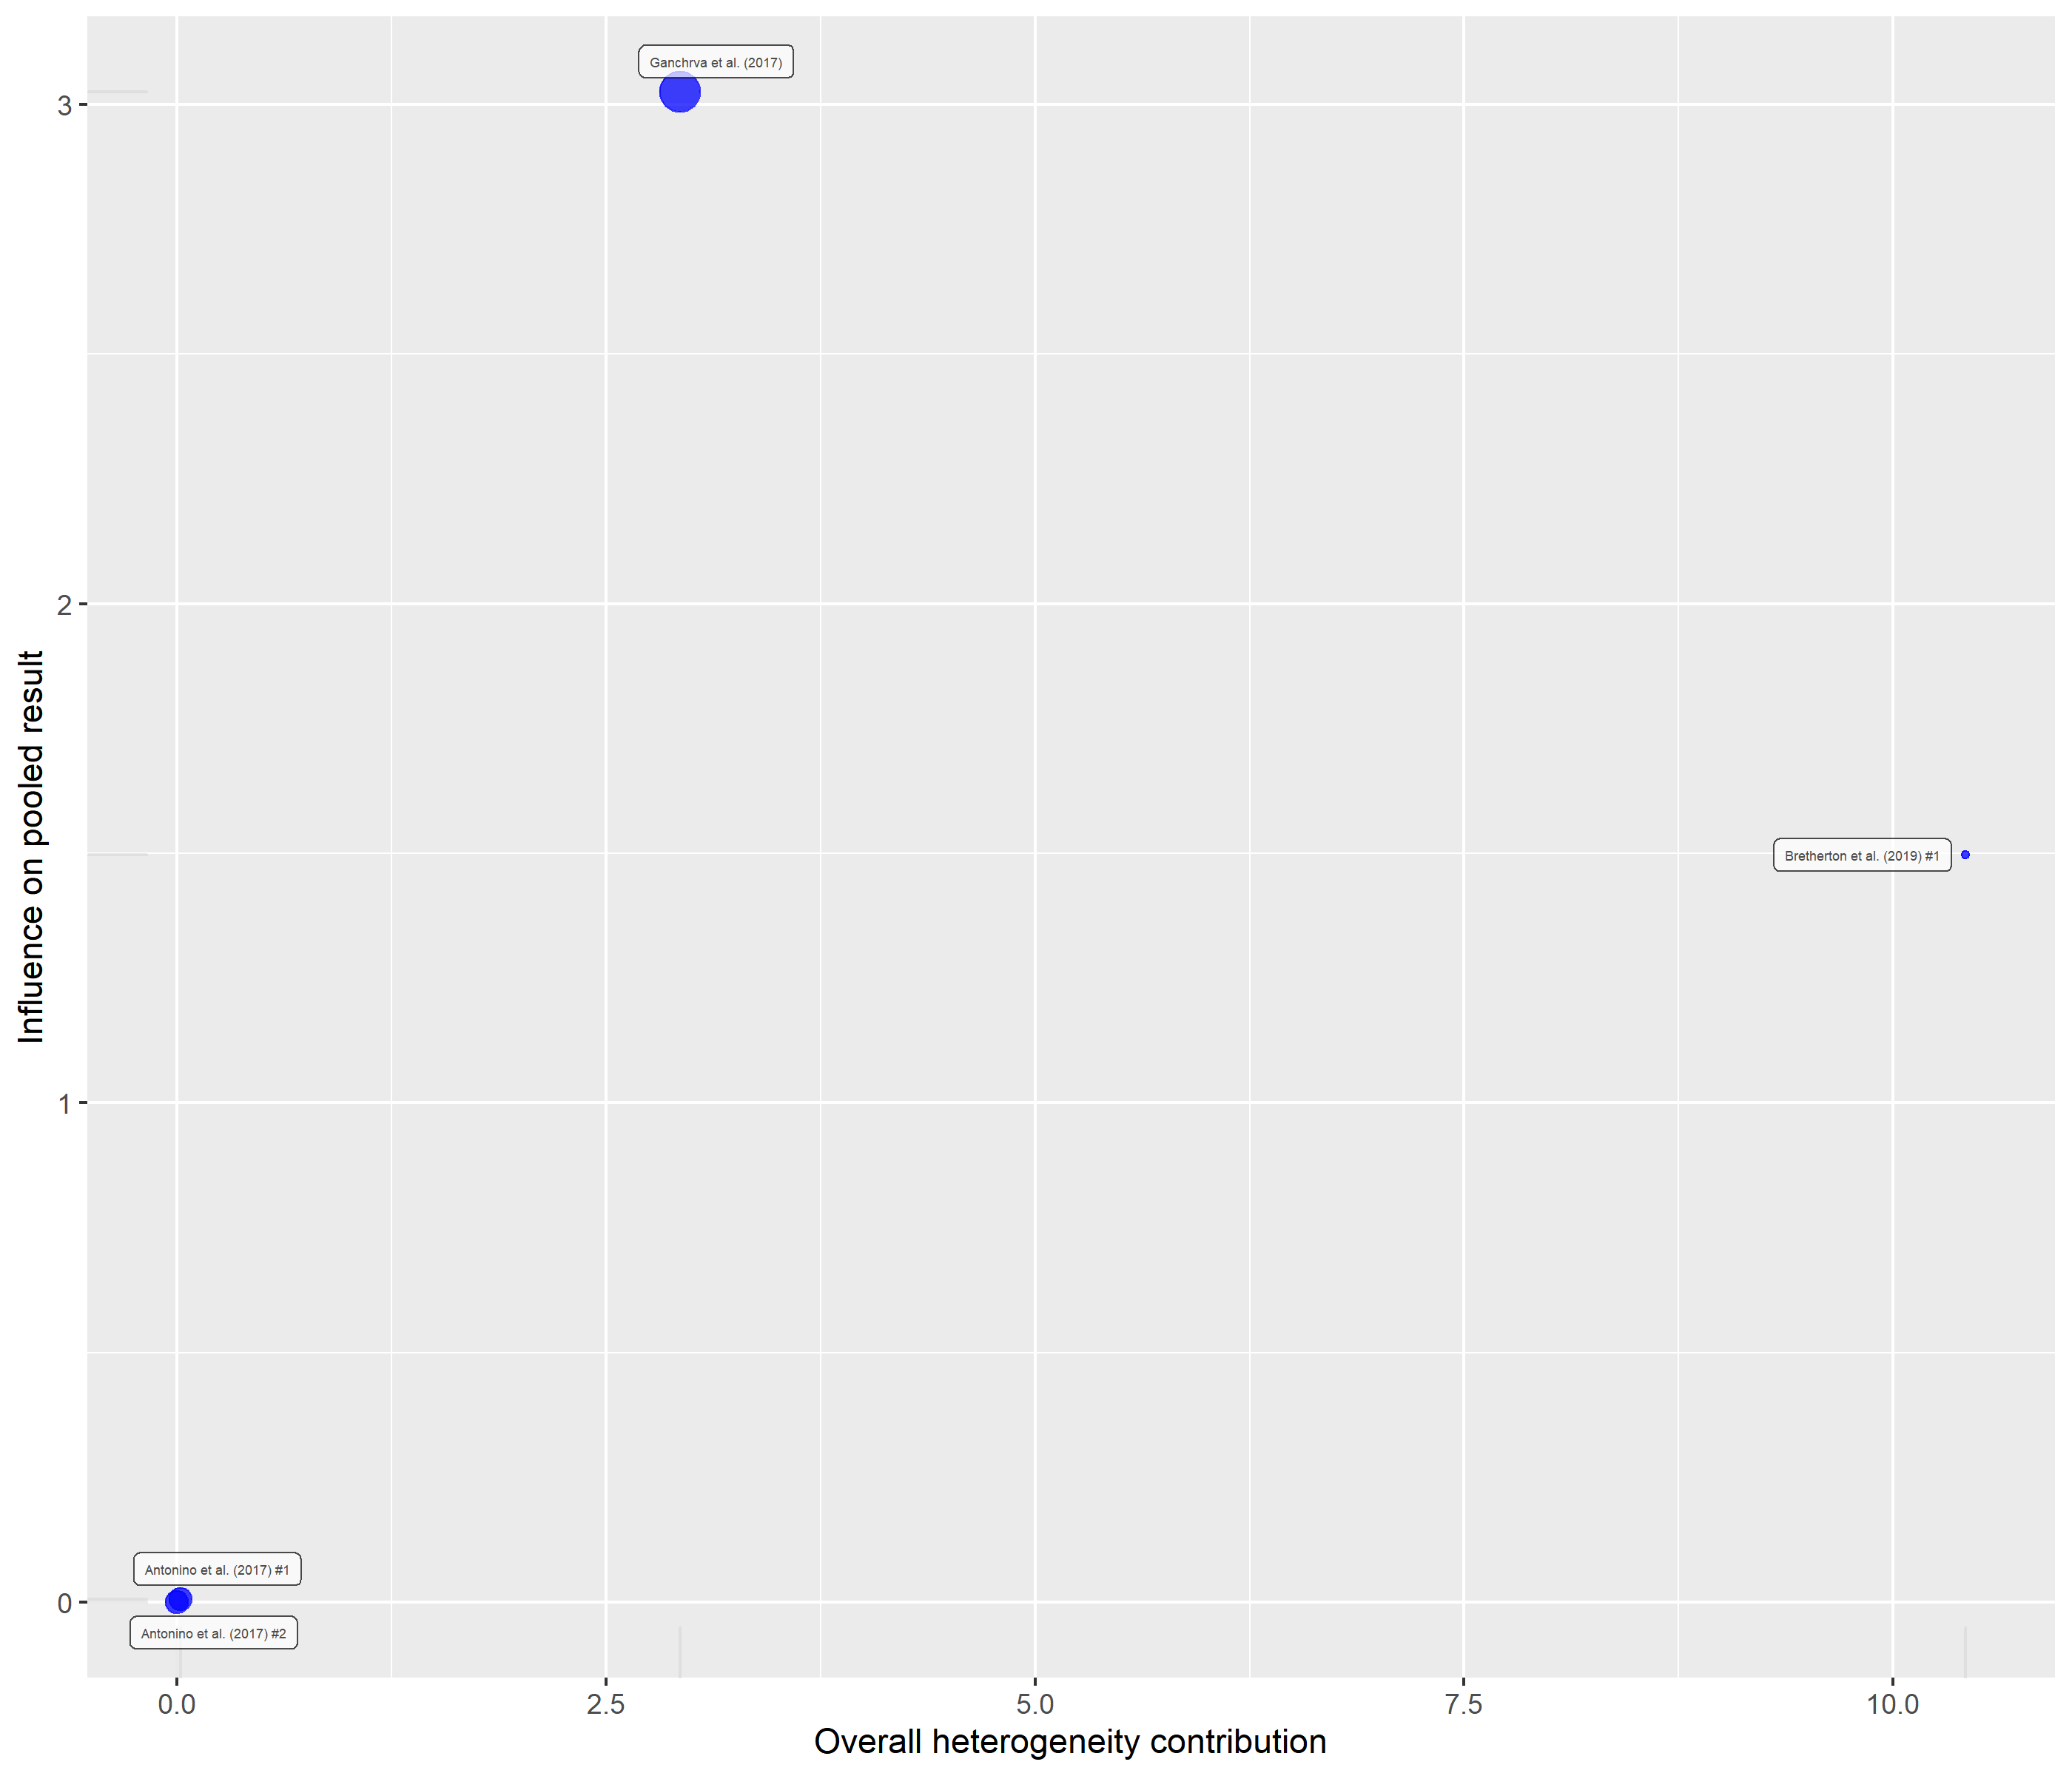 Ganchrva et al. (2017)
3
2
Influence on pooled result
Bretherton et al. (2019) #1
1
Antonino et al. (2017) #1
0
Antonino et al. (2017) #2
0.0 2.5 5.0 7.5 10.0
Overall heterogeneity contribution